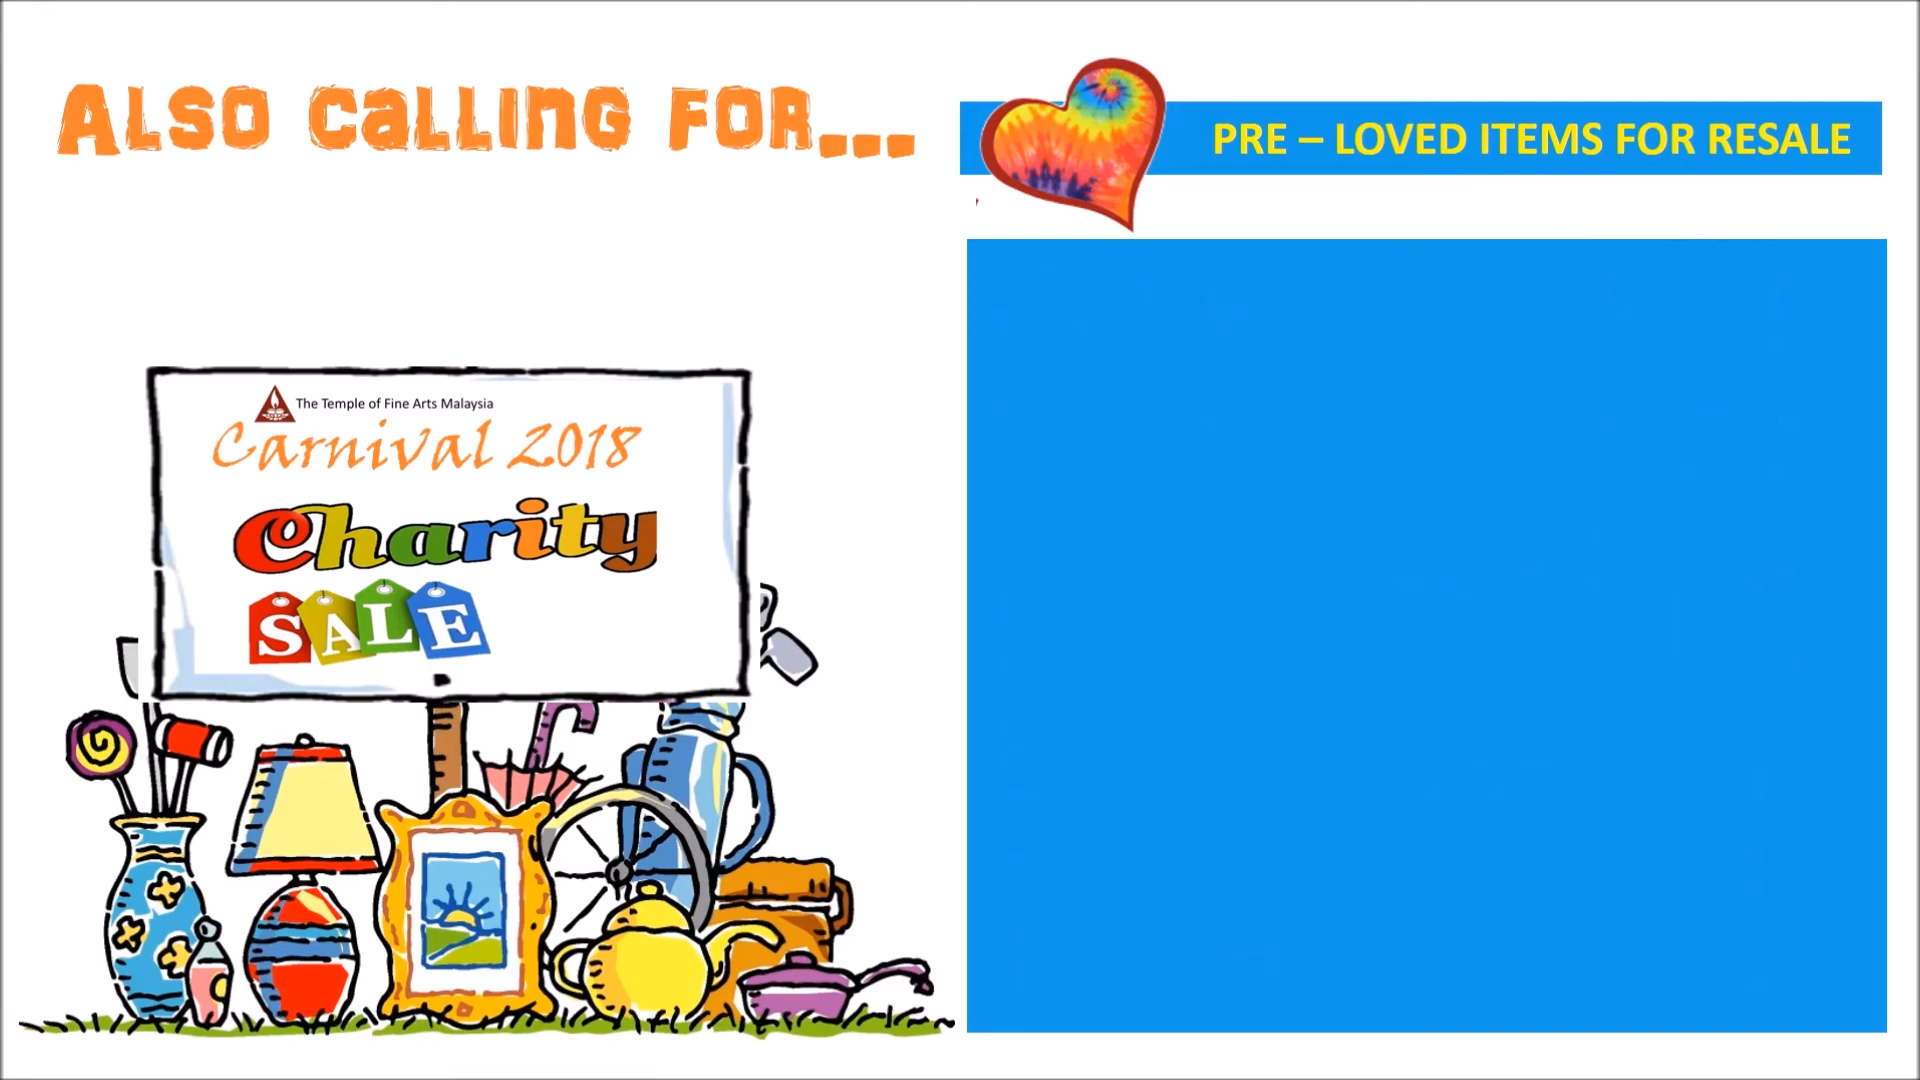 ALSO CALLING FOR...
PRE – LOVED ITEMS FOR RESALE
The Temple of Fine Arts Malaysia
Carnival 2018
Charity
SALE